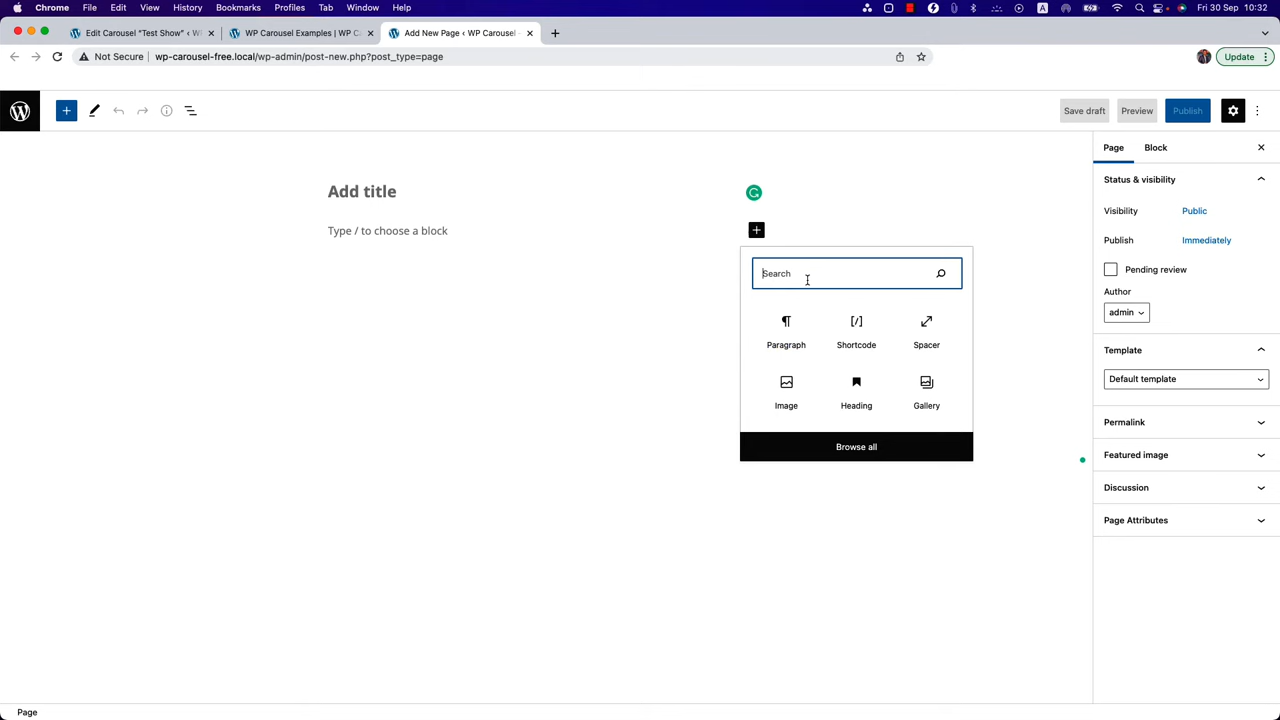 Chrome File Edit View History Bookmarks Profiles Tab Window Help A Fri 30 Sep 10:32
Edit Carousel “Test Show” ‹ W WP Carousel Examples | WP C Add New Page ‹ WP Carousel
Not Secure wp-carousel-free.local/wp-admin/post-new.php?post_type=page Update
Save draft Preview Publish
Page Block
Add title
Status & visibility
Type / to choose a block
Visibility Public
Publish Immediately
Search
Pending review
Author
admin
Paragraph Shortcode Spacer
Template
Default template
Image Heading Gallery
Permalink
Browse all
Featured image
Discussion
Page Attributes
Page